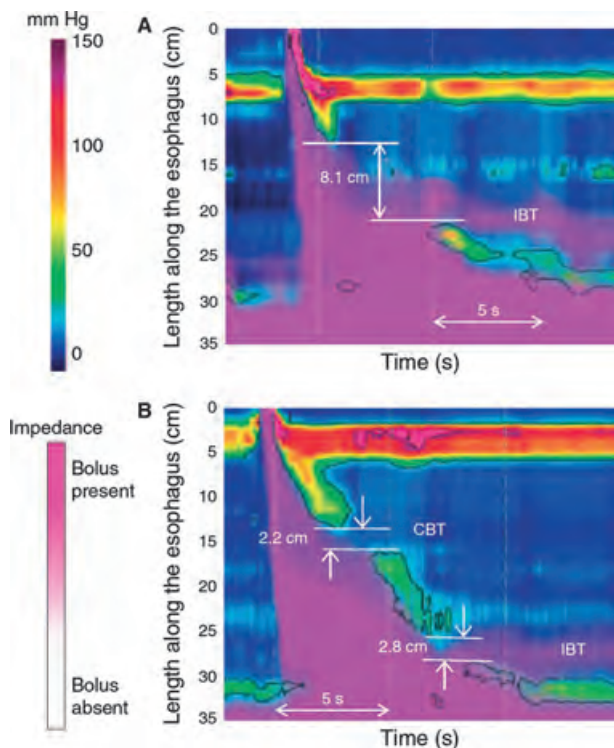 mm Hg
150
100
50
0
A
Length along the esophagus (cm)
0
5
10
15
20
25
30
35
8.1 cm
IBT
5 s
Time (s)
Impedance
Bolus
present
Bolus
absent
B
Length along the esophagus (cm)
0
5
10
15
20
25
30
35
2.2 cm
CBT
2.8 cm
IBT
5 s
Time (s)